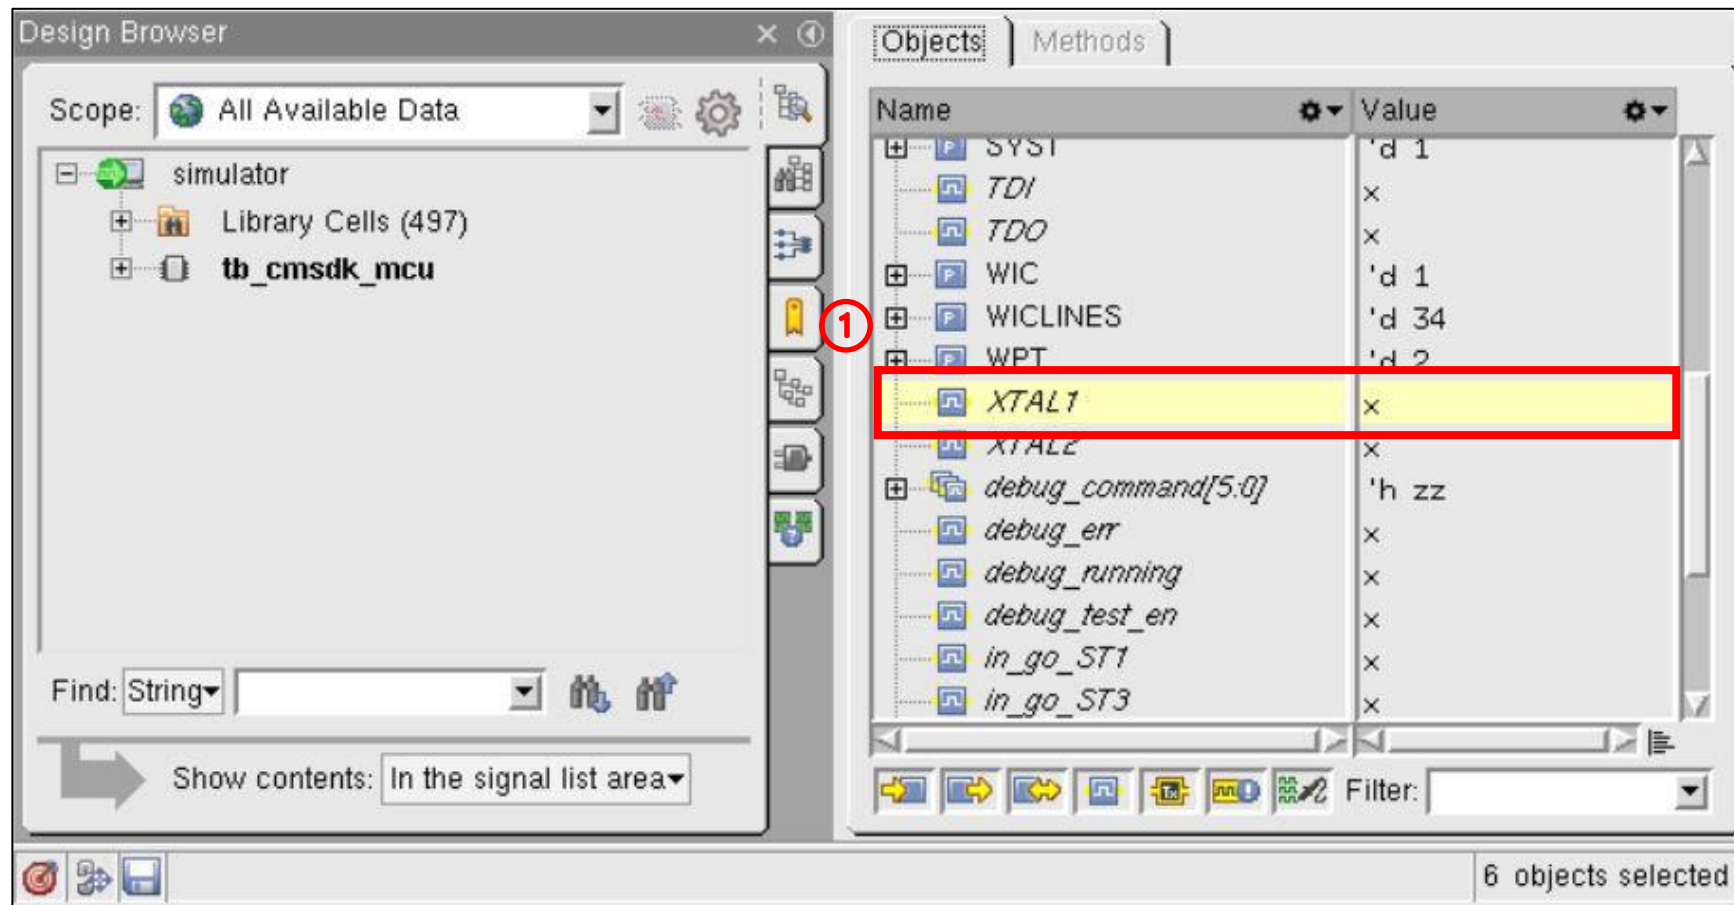 Design Browser
Scope: All Available Data
simulator
Library Cells (497)
tb_cmsdk_mcu
Find: String
Show contents: In the signal list area
1
Objects Methods
Name Value
SYST 'd 1
TDI x
TDO x
WIC 'd 1
WICLINES 'd 34
WPT 'd 2
XTAL1 x
XTAL2 x
debug_command[5:0] 'h zz
debug_err x
debug_running x
debug_test_en x
in_go_ST1 x
in_go_ST3 x
Filter:
6 objects selected